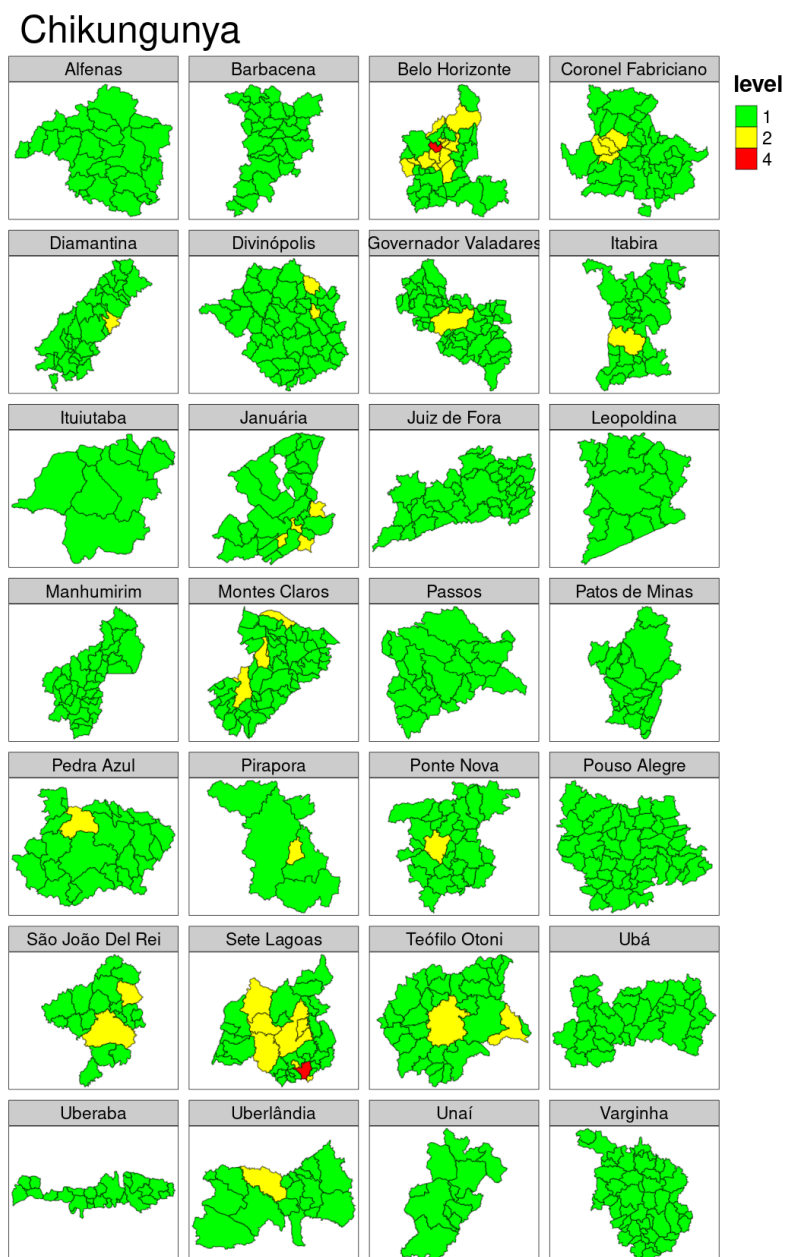 Chikungunya
Alfenas
Barbacena
Belo Horizonte
Coronel Fabriciano
level
1
2
4
Diamantina
Divinópolis
Governador Valadares
Itabira
Ituiutaba
Januária
Juiz de Fora
Leopoldina
Manhumirim
Montes Claros
Passos
Patos de Minas
Pedra Azul
Pirapora
Ponte Nova
Pouso Alegre
São João Del Rei
Sete Lagoas
Teófilo Otoni
Ubá
Uberaba
Uberlândia
Unaí
Varginha